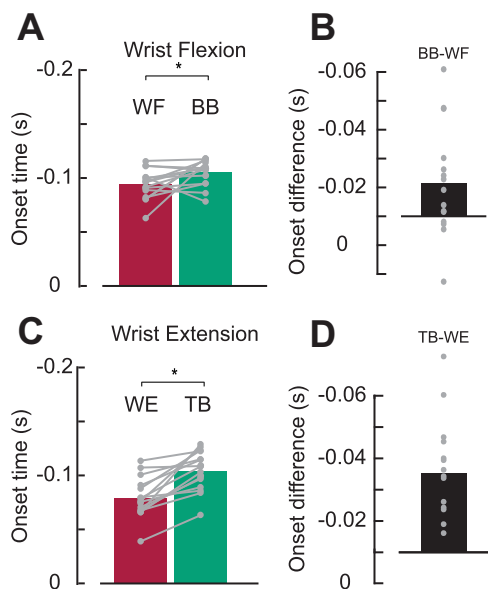 A
Wrist Flexion
*
WF BB
-0.2
-0.1
0
Onset time (s)
B
BB-WF
-0.06
-0.04
-0.02
0
Onset difference (s)
C
Wrist Extension
*
WE TB
-0.2
-0.1
0
Onset time (s)
D
TB-WE
-0.06
-0.04
-0.02
0
Onset difference (s)